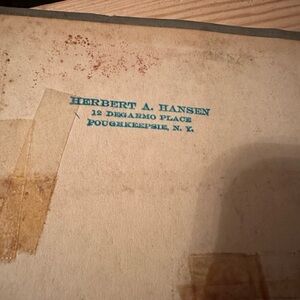 HERBERT A. HANSEN
12 DEGARMO PLACE
POUGHKEEPSIE, N. Y.